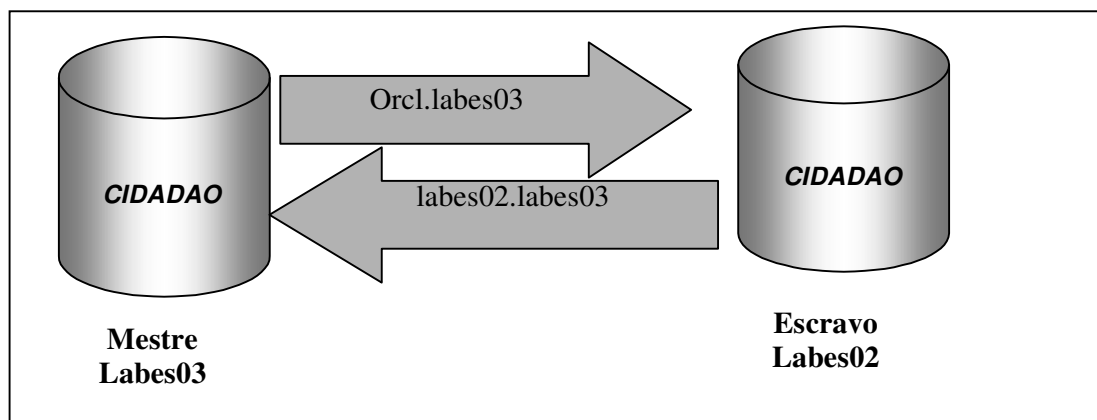 Orcl.labes03
CIDADAO
labes02.labes03
CIDADAO
Mestre
Labes03
Escravo
Labes02